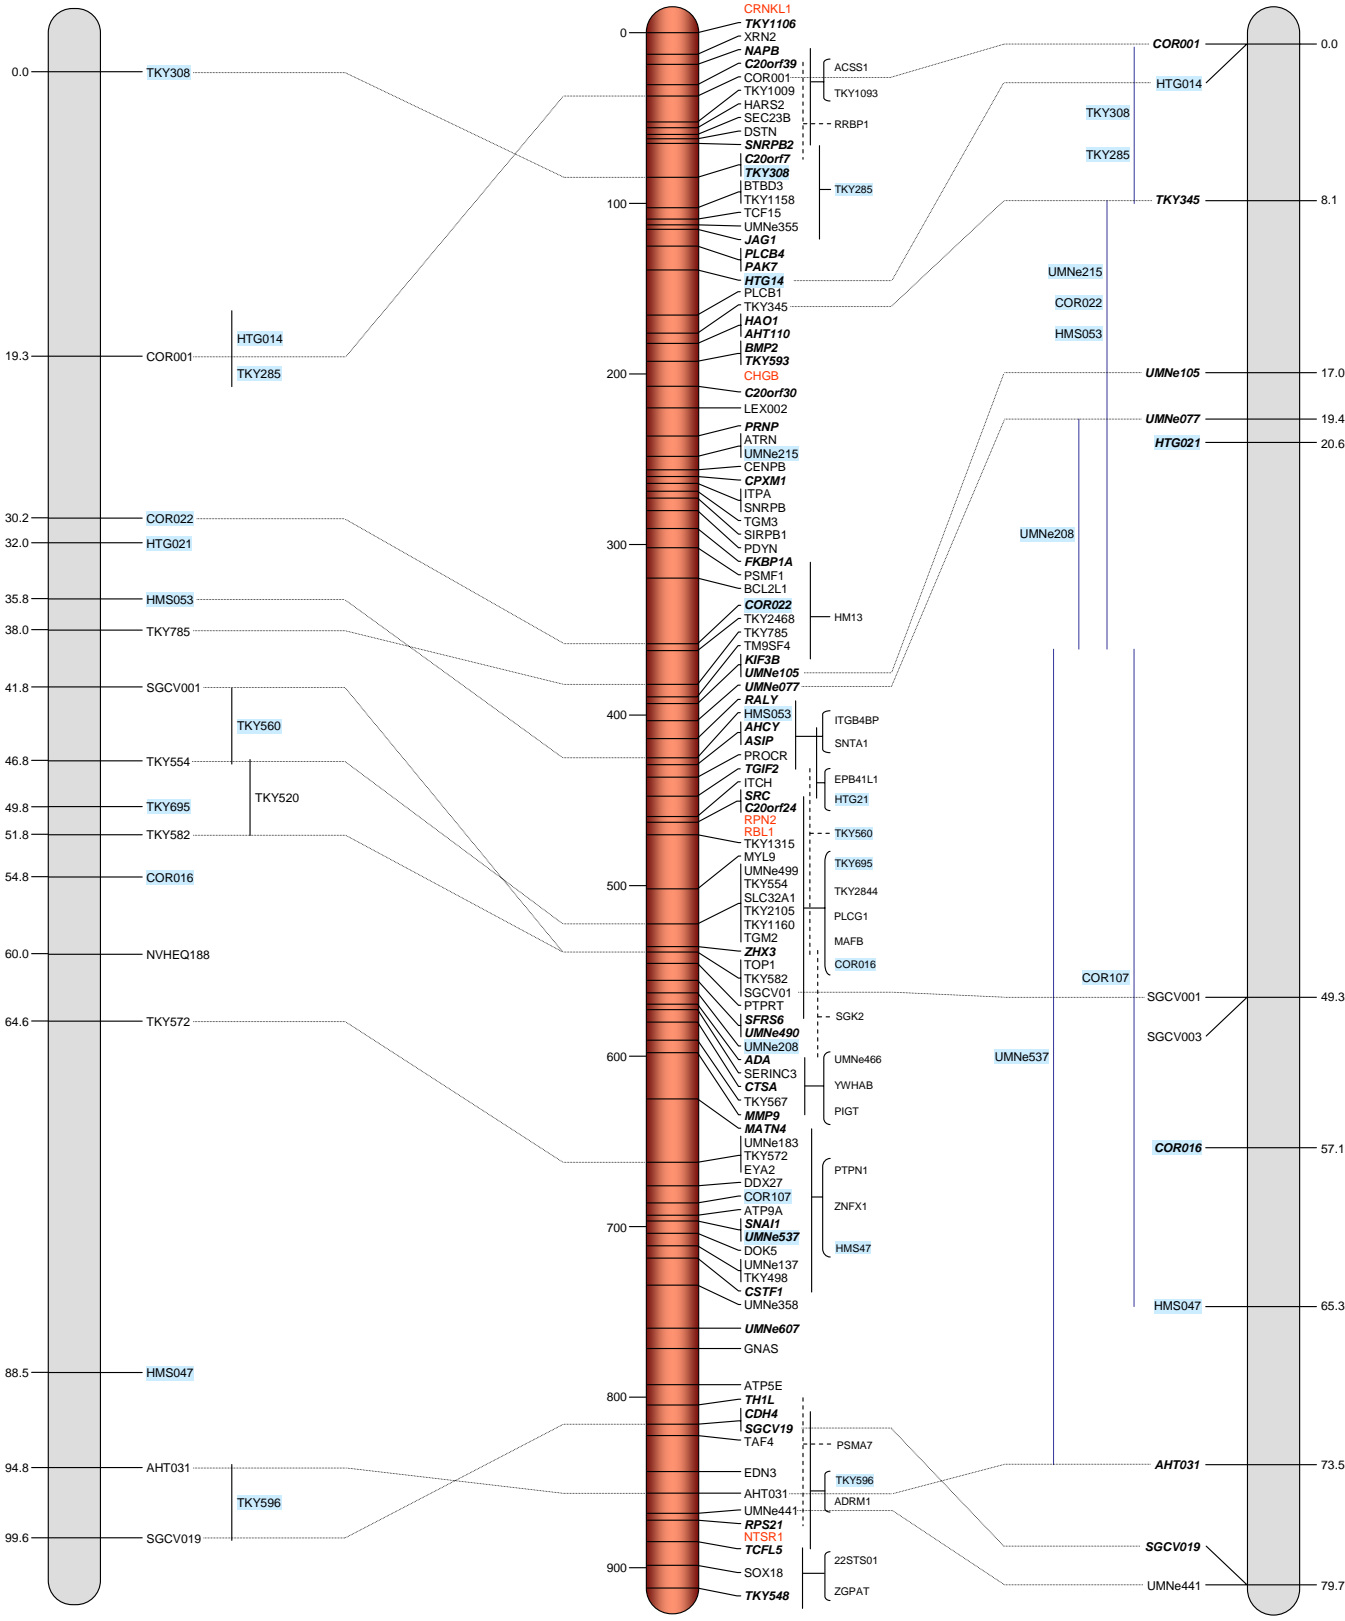 0.0
TKY308
HTG014
19.3
COR001
TKY285
30.2
COR022
32.0
HTG021
35.8
HMS053
38.0
TKY785
41.8
SGCV001
TKY560
46.8
TKY554
TKY520
49.8
TKY695
51.8
TKY582
54.8
COR016
60.0
NVHEQ188
64.6
TKY572
88.5
HMS047
94.8
AHT031
TKY596
99.6
SGCV019
0
100
200
300
400
500
600
700
800
900
CRNKL1
TKY1106
XRN2
NAPB
C20orf39
COR001
TKY1009
HARS2
SEC23B
DSTN
SNRPB2
C20orf7
TKY308
BTBD3
TKY1158
TCF15
UMNe355
JAG1
PLCB4
PAK7
HTG14
PLCB1
TKY345
HAO1
AHT110
BMP2
TKY593
CHGB
C20orf30
LEX002
PRNP
ATRN
UMNe215
CENPB
CPXM1
ITPA
SNRPB
TGM3
SIRPB1
PDYN
FKBP1A
PSMF1
BCL2L1
COR022
TKY2468
TKY785
TM9SF4
KIF3B
UMNe105
UMNe077
RALY
HMS053
AHCY
ASIP
PROCR
TGIF2
ITCH
SRC
C20orf24
RPN2
RBL1
TKY1315
MYL9
UMNe499
TKY554
SLC32A1
TKY2105
TKY1160
TGM2
ZHX3
TOP1
TKY582
SGCV01
PTPRT
SFRS6
UMNe490
UMNe208
ADA
SERINC3
CTSA
TKY567
MMP9
MATN4
UMNe183
TKY572
EYA2
DDX27
COR107
ATP9A
SNAI1
UMNe537
DOK5
UMNe137
TKY498
CSTF1
UMNe358
UMNe607
GNAS
ATP5E
TH1L
CDH4
SGCV19
TAF4
EDN3
AHT031
UMNe441
RPS21
NTSR1
TCFL5
SOX18
TKY548
ACSS1
TKY1093
RRBP1
TKY285
HM13
ITGB4BP
SNTA1
EPB41L1
HTG21
TKY560
TKY695
TKY2844
PLCG1
MAFB
COR016
SGK2
UMNe466
YWHAB
PIGT
PTPN1
ZNFX1
HMS47
PSMA7
TKY596
ADRM1
22STS01
ZGPAT
COR001
0.0
HTG014
TKY308
TKY285
TKY345
8.1
UMNe215
COR022
HMS053
UMNe105
17.0
UMNe077
19.4
HTG021
20.6
UMNe208
COR107
SGCV001
49.3
SGCV003
UMNe537
COR016
57.1
HMS047
65.3
AHT031
73.5
SGCV019
UMNe441
79.7